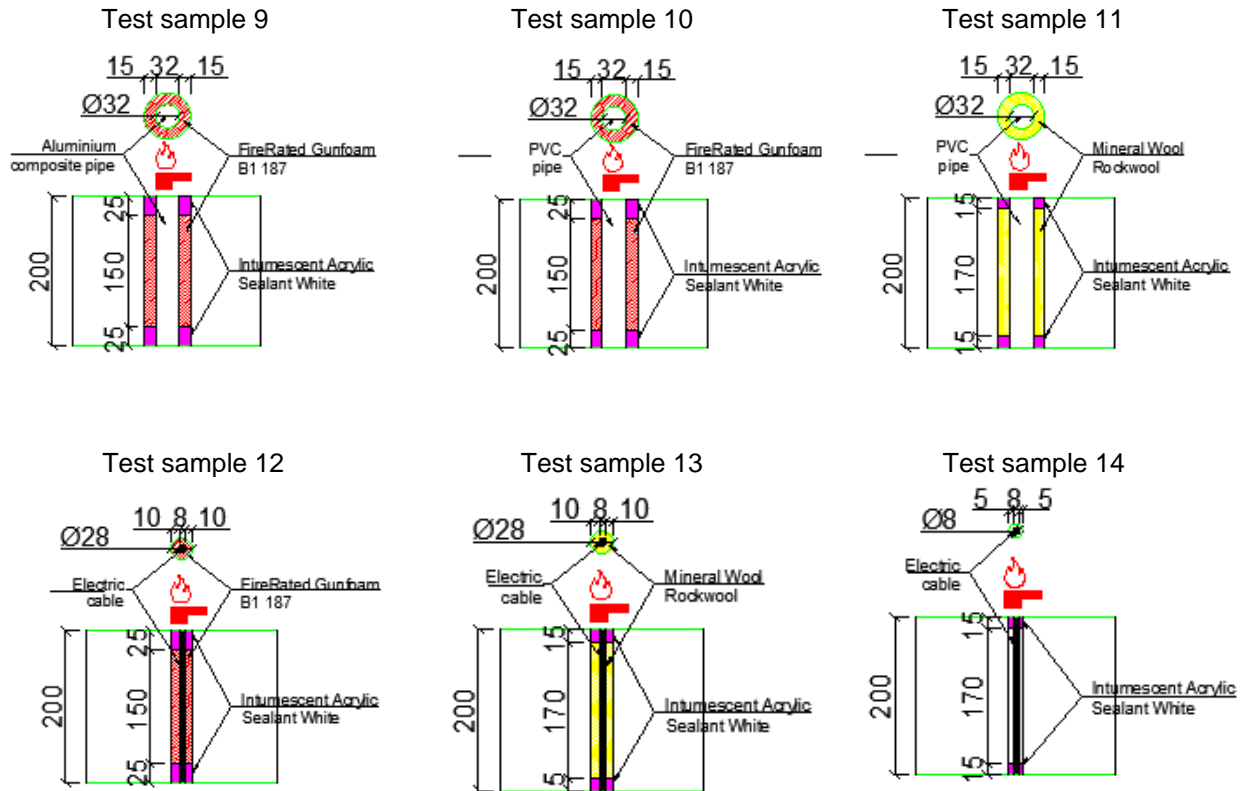 Test sample 9
Test sample 10
Test sample 11
15 32 15
Ø32
Aluminium
composite pipe
FireRated Gunfoam
B1 187
25
200
150
25
Intumescent Acrylic
Sealant White
15 32 15
Ø32
PVC
pipe
FireRated Gunfoam
B1 187
25
200
150
25
Intumescent Acrylic
Sealant White
15 32 15
Ø32
PVC
pipe
Mineral Wool
Rockwool
15
200
170
15
Intumescent Acrylic
Sealant White
Test sample 12
Test sample 13
Test sample 14
10 8 10
Ø28
Electric
cable
FireRated Gunfoam
B1 187
25
200
150
25
Intumescent Acrylic
Sealant White
10 8 10
Ø28
Electric
cable
Mineral Wool
Rockwool
15
200
170
5
Intumescent Acrylic
Sealant White
5 8 5
Ø8
Electric
cable
15
200
170
15
Intumescent Acrylic
Sealant White